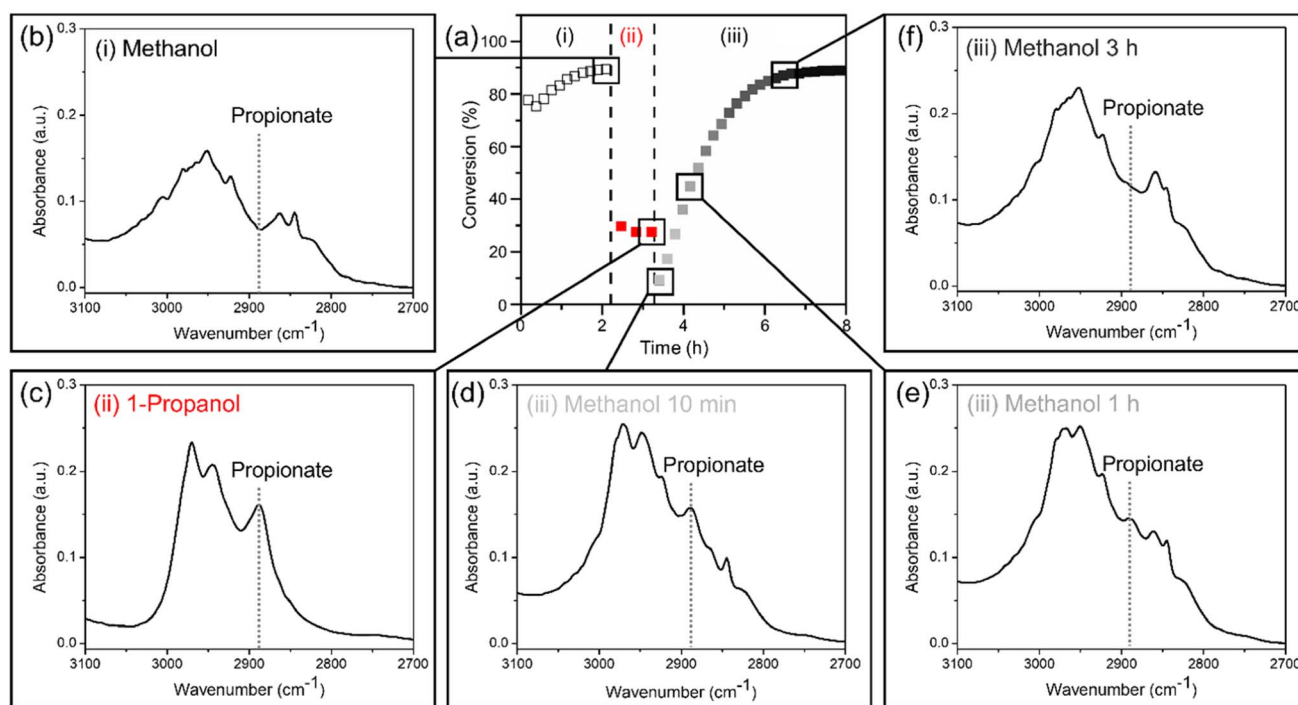 (b)
(i) Methanol
Propionate
Absorbance (a.u.)
0.3
0.2
0.1
0.0
3100 3000 2900 2800 2700
Wavenumber (cm⁻¹)
(a)
(i) (ii) (iii)
Conversion (%)
100
80
60
40
20
0
0 2 4 6 8
Time (h)
(f)
(iii) Methanol 3 h
Propionate
Absorbance (a.u.)
0.3
0.2
0.1
0.0
3100 3000 2900 2800 2700
Wavenumber (cm⁻¹)
(c)
(ii) 1-Propanol
Propionate
Absorbance (a.u.)
0.3
0.2
0.1
0.0
3100 3000 2900 2800 2700
Wavenumber (cm⁻¹)
(d)
(iii) Methanol 10 min
Propionate
Absorbance (a.u.)
0.3
0.2
0.1
0.0
3100 3000 2900 2800 2700
Wavenumber (cm⁻¹)
(e)
(iii) Methanol 1 h
Propionate
Absorbance (a.u.)
0.3
0.2
0.1
0.0
3100 3000 2900 2800 2700
Wavenumber (cm⁻¹)